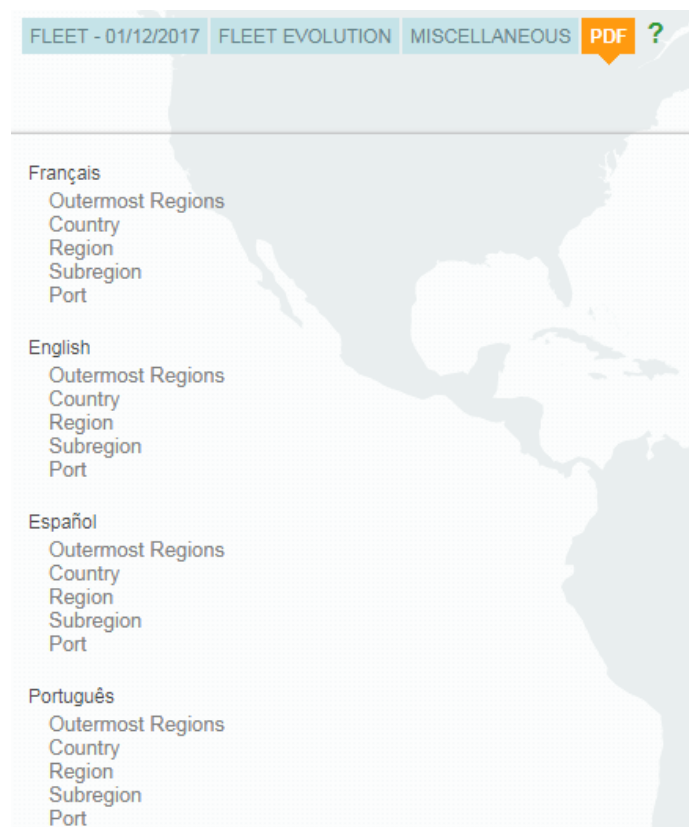 FLEET - 01/12/2017 FLEET EVOLUTION MISCELLANEOUS PDF ?
Français
Outermost Regions
Country
Region
Subregion
Port
English
Outermost Regions
Country
Region
Subregion
Port
Español
Outermost Regions
Country
Region
Subregion
Port
Português
Outermost Regions
Country
Region
Subregion
Port